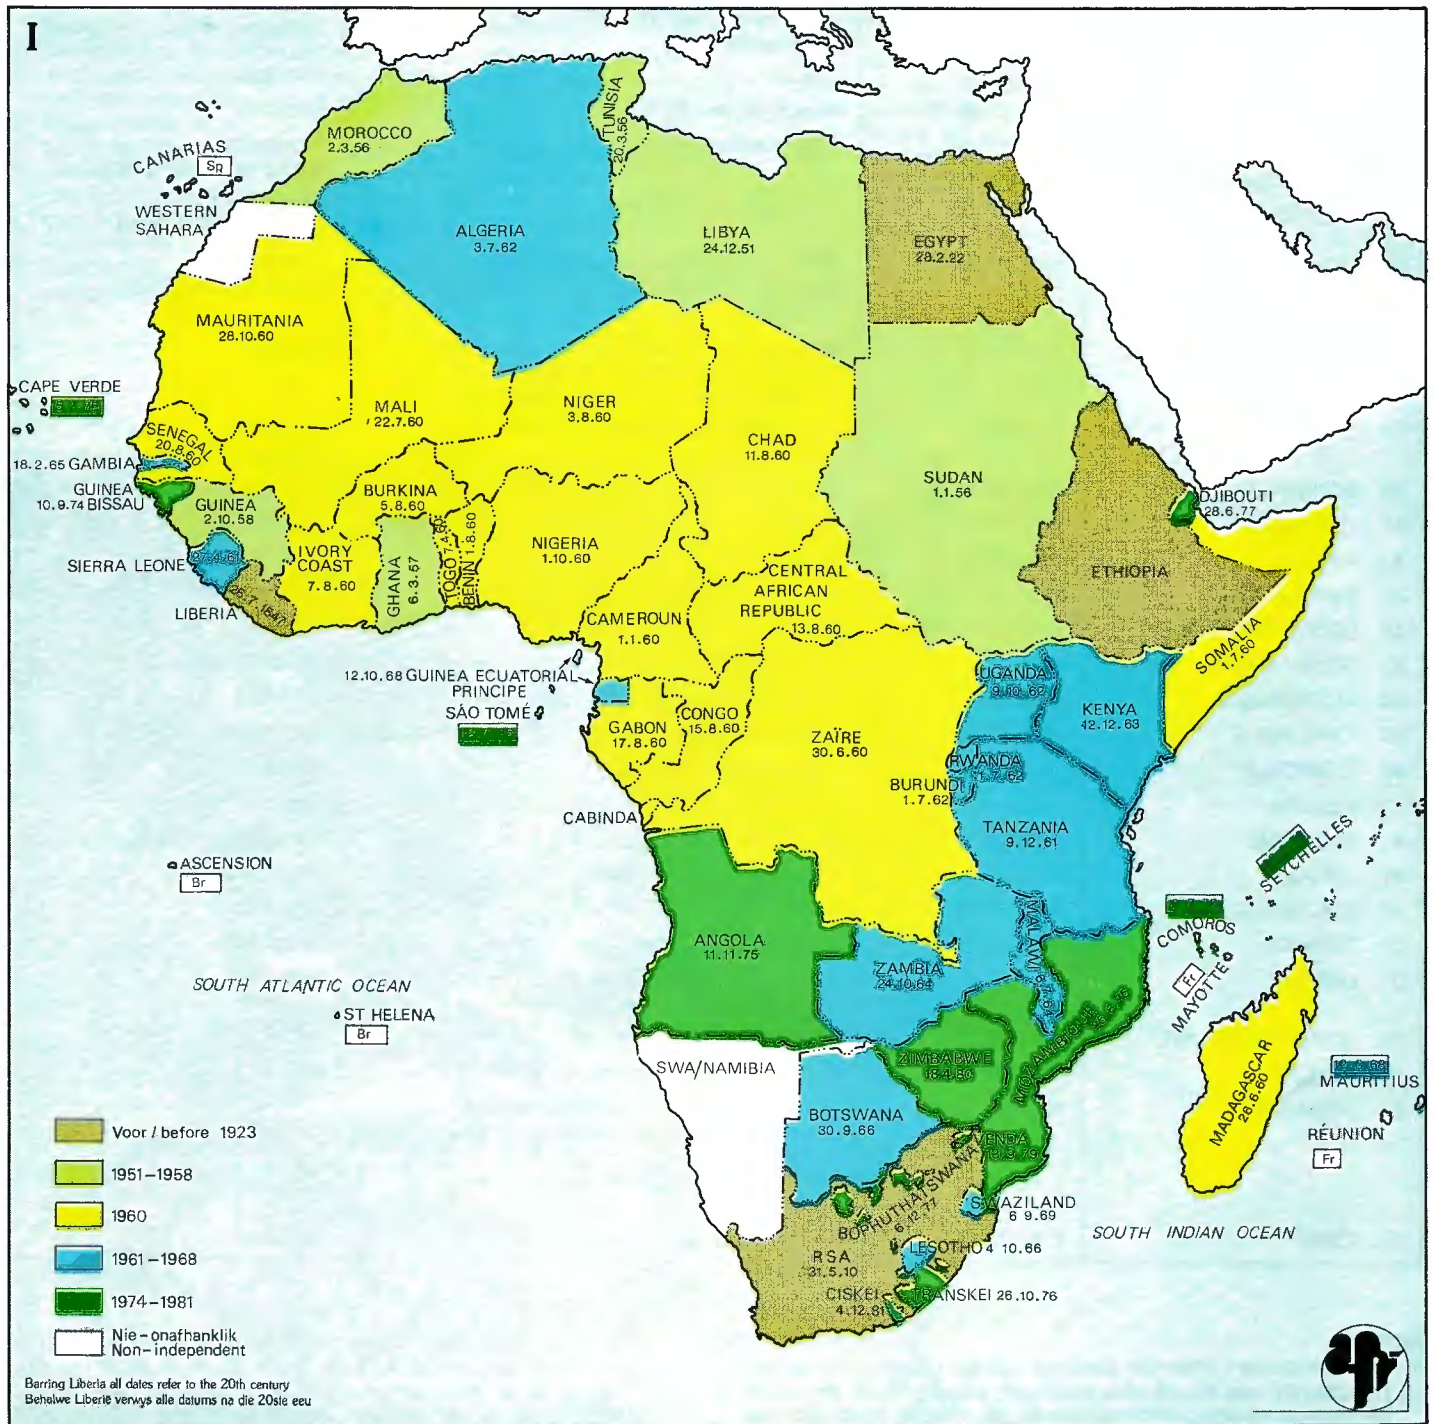 I
MOROCCO
2.3.56
TUNISIA
20.3.56
CANARIAS
Sp
WESTERN
SAHARA
ALGERIA
3.7.62
LIBYA
24.12.51
EGYPT
28.2.22
MAURITANIA
28.10.60
CAPE VERDE
MALI
22.7.60
NIGER
3.8.60
CHAD
11.8.60
SUDAN
1.1.56
SENEGAL
20.8.60
18.2.65 GAMBIA
GUINEA
10.9.74 BISSAU
GUINEA
2.10.58
BURKINA
5.8.60
DJIBOUTI
28.6.77
SIERRA LEONE
27.4.61
IVORY
COAST
7.8.60
GHANA
6.3.57
TOGO
BENIN 1.8.60
NIGERIA
1.10.60
CENTRAL
AFRICAN
REPUBLIC
13.8.60
ETHIOPIA
LIBERIA
CAMEROUN
1.1.60
SOMALIA
1.7.60
12.10.68 GUINEA ECUATORIAL
PRINCIPE
SÁO TOMÉ
GABON
17.8.60
CONGO
15.8.60
ZAÏRE
30.6.60
UGANDA
9.10.62
KENYA
42.12.63
RWANDA
1.7.62
BURUNDI
1.7.62
CABINDA
TANZANIA
9.12.61
ASCENSION
Br
SEYCHELLES
COMOROS
Fr
MAYOTTE
ANGOLA
11.11.75
ZAMBIA
24.10.64
MALAWI
SOUTH ATLANTIC OCEAN
ST HELENA
Br
MOZAMBIQUE
SWA/NAMIBIA
ZIMBABWE
18.4.80
MADAGASCAR
26.6.60
MAURITIUS
RÉUNION
Fr
BOTSWANA
30.9.66
VENDA
13.9.79
BOPHUTHATSWANA
6.12.77
SWAZILAND
6 9.69
SOUTH INDIAN OCEAN
RSA
31.5.10
LESOTHO 4 10.66
CISKEI
4.12.81
TRANSKEI 26.10.76
Voor / before 1923
1951–1958
1960
1961–1968
1974–1981
Nie-onafhanklik
Non-independent
Barring Liberia all dates refer to the 20th century
Behalwe Liberië verwys alle datums na die 20ste eeu